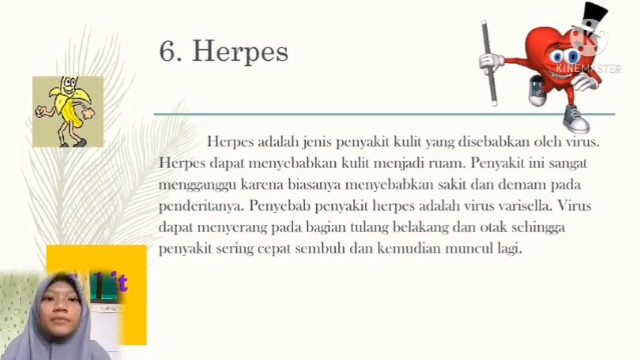 6. Herpes
KINEMASTER
Herpes adalah jenis penyakit kulit yang disebabkan oleh virus.
Herpes dapat menyebabkan kulit menjadi ruam. Penyakit ini sangat
mengganggu karena biasanya menyebabkan sakit dan demam pada
penderitanya. Penyebab penyakit herpes adalah virus varisella. Virus
dapat menyerang pada bagian tulang belakang dan otak sehingga
penyakit sering cepat sembuh dan kemudian muncul lagi.